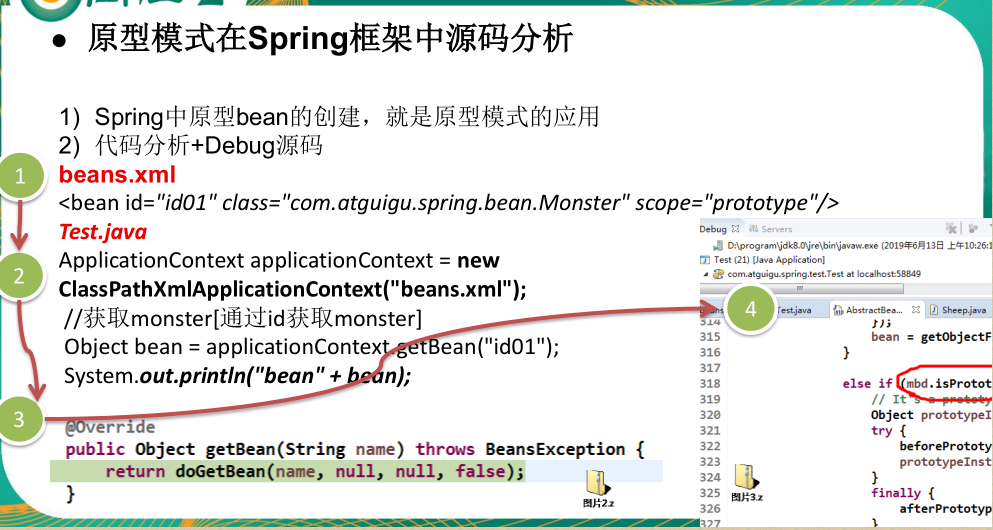 ● 原型模式在Spring框架中源码分析
1) Spring中原型bean的创建，就是原型模式的应用
2) 代码分析+Debug源码
1
beans.xml
<bean id="id01" class="com.atguigu.spring.bean.Monster" scope="prototype"/>
Test.java
2
ApplicationContext applicationContext = new
ClassPathXmlApplicationContext("beans.xml");
//获取monster[通过id获取monster]
Object bean = applicationContext.getBean("id01");
System.out.println("bean" + bean);
3
@Override
public Object getBean(String name) throws BeansException {
return doGetBean(name, null, null, false);
}
图片2.z
Debug Servers
D:\program\jdk8.0\jre\bin\javaw.exe (2019年6月13日 上午10:26:1
Test (21) [Java Application]
com.atguigu.spring.test.Test at localhost:58849
4
Test.java AbstractBea... Sheep.java
314 });
315 bean = getObjectF
316 }
317
318 else if (mbd.isPrototy
319 // It's a prototy
320 Object prototypeI
321 try {
322 beforePrototy
323 prototypeInst
324 }
325 finally {
326 afterPrototyp
327 }
图片3.z